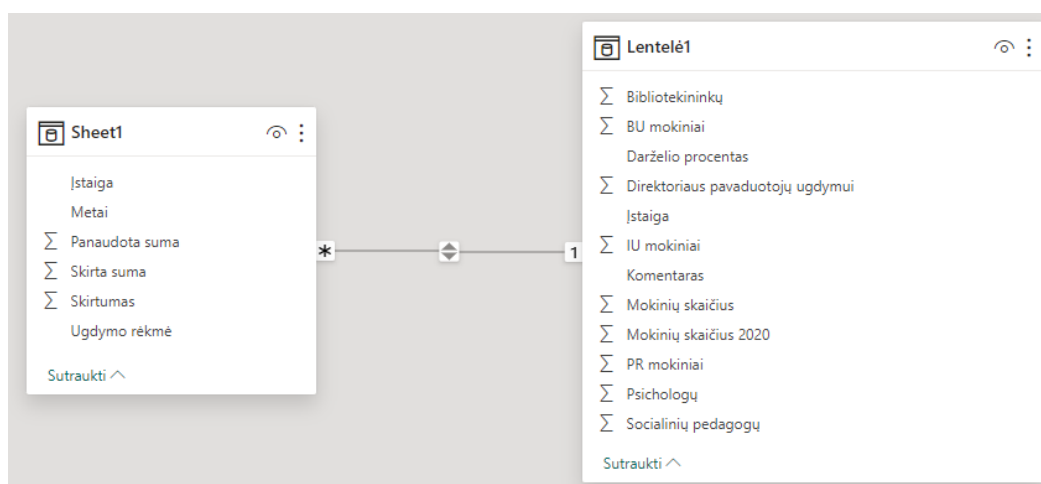 Sheet1
Įstaiga
Metai
∑ Panaudota suma
∑ Skirta suma
∑ Skirtumas
Ugdymo rėkmė
Sutraukti
*
1
Lentelė1
∑ Bibliotekininkų
∑ BU mokiniai
Darželio procentas
∑ Direktoriaus pavaduotojų ugdymui
Įstaiga
∑ IU mokiniai
Komentaras
∑ Mokinių skaičius
∑ Mokinių skaičius 2020
∑ PR mokiniai
∑ Psichologų
∑ Socialinių pedagogų
Sutraukti